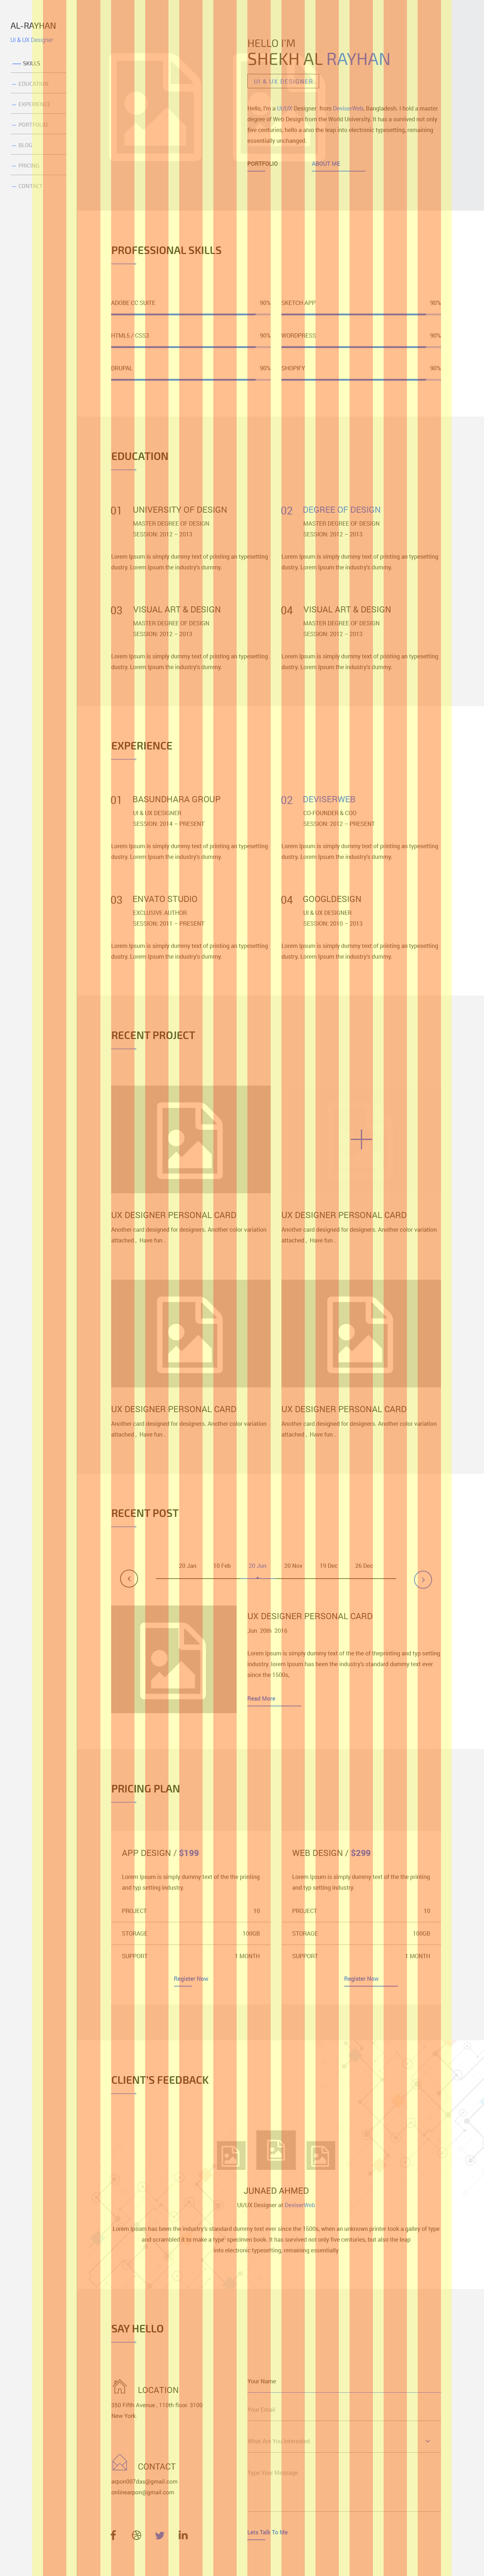 AL-RAYHAN
UI & UX Designer
SKILLS
EDUCATION
EXPERIENCE
PORTFOLIO
BLOG
PRICING
CONTACT
HELLO I'M
SHEKH AL RAYHAN
UI & UX DESIGNER
Hello, I'm a UI/UX Designer from DeviserWeb, Bangladesh. I hold a master
degree of Web Design from the World University. It has a survived not only
five centuries, hello a also the leap into electronic typesetting, remaining
essentially unchanged.
PORTFOLIO ABOUT ME
PROFESSIONAL SKILLS
ADOBE CC SUITE 90% SKETCH APP 90%
HTML5 / CSS3 90% WORDPRESS 90%
DRUPAL 90% SHOPIFY 90%
EDUCATION
01 UNIVERSITY OF DESIGN
MASTER DEGREE OF DESIGN
SESSION: 2012 – 2013
Lorem Ipsum is simply dummy text of printing an typesetting
dustry. Lorem Ipsum the industry's dummy.
02 DEGREE OF DESIGN
MASTER DEGREE OF DESIGN
SESSION: 2012 – 2013
Lorem Ipsum is simply dummy text of printing an typesetting
dustry. Lorem Ipsum the industry's dummy.
03 VISUAL ART & DESIGN
MASTER DEGREE OF DESIGN
SESSION: 2012 – 2013
Lorem Ipsum is simply dummy text of printing an typesetting
dustry. Lorem Ipsum the industry's dummy.
04 VISUAL ART & DESIGN
MASTER DEGREE OF DESIGN
SESSION: 2012 – 2013
Lorem Ipsum is simply dummy text of printing an typesetting
dustry. Lorem Ipsum the industry's dummy.
EXPERIENCE
01 BASUNDHARA GROUP
UI & UX DESIGNER
SESSION: 2014 – PRESENT
Lorem Ipsum is simply dummy text of printing an typesetting
dustry. Lorem Ipsum the industry's dummy.
02 DEVISERWEB
CO-FOUNDER & COO
SESSION: 2012 – PRESENT
Lorem Ipsum is simply dummy text of printing an typesetting
dustry. Lorem Ipsum the industry's dummy.
03 ENVATO STUDIO
EXCLUSIVE AUTHOR
SESSION: 2011 – PRESENT
Lorem Ipsum is simply dummy text of printing an typesetting
dustry. Lorem Ipsum the industry's dummy.
04 GOOGLDESIGN
UI & UX DESIGNER
SESSION: 2010 – 2013
Lorem Ipsum is simply dummy text of printing an typesetting
dustry. Lorem Ipsum the industry's dummy.
RECENT PROJECT
UX DESIGNER PERSONAL CARD
Another card designed for designers. Another color variation
attached , Have fun .
UX DESIGNER PERSONAL CARD
Another card designed for designers. Another color variation
attached , Have fun .
UX DESIGNER PERSONAL CARD
Another card designed for designers. Another color variation
attached , Have fun .
UX DESIGNER PERSONAL CARD
Another card designed for designers. Another color variation
attached , Have fun .
RECENT POST
20 Jan 10 Feb 20 Jun 20 Nov 19 Dec 26 Dec
UX DESIGNER PERSONAL CARD
Jun 20th 2016
Lorem Ipsum is simply dummy text of the the of theprinting and typ setting
industry. lorem Ipsum has been the industry's standard dummy text ever
since the 1500s,
Read More
PRICING PLAN
APP DESIGN / $199
Lorem Ipsum is simply dummy text of the the printing
and typ setting industry.
PROJECT 10
STORAGE 100GB
SUPPORT 1 MONTH
Register Now
WEB DESIGN / $299
Lorem Ipsum is simply dummy text of the the printing
and typ setting industry.
PROJECT 10
STORAGE 100GB
SUPPORT 1 MONTH
Register Now
CLIENT'S FEEDBACK
JUNAED AHMED
UI/UX Designer at DeviserWeb
Lorem Ipsum has been the industry's standard dummy text ever since the 1500s, when an unknown printer took a galley of type
and scrambled it to make a type specimen book. It has survived not only five centuries, but also the leap
into electronic typesetting, remaining essentially
SAY HELLO
LOCATION
350 Fifth Avenue , 110th floor. 3100
New York
CONTACT
arpon007das@gmail.com
onlinearpon@gmail.com
Your Name
Your Email
What Are You Interested
Type Your Message
Lets Talk To Me